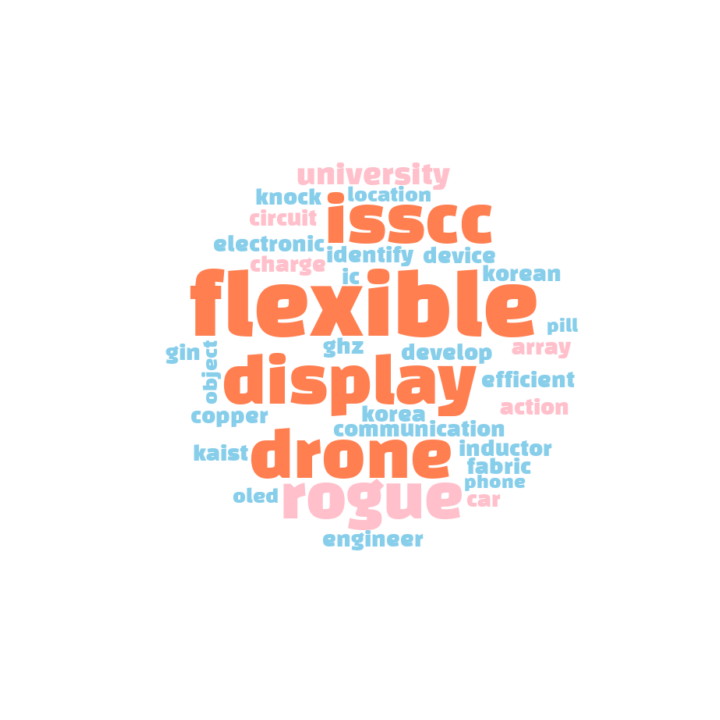 university
knock location
circuit isscc
electronic identify device
charge ic korean
flexible
pill
gin object ghz develop array
display efficient
copper korea action
communication
kaist drone inductor
fabric
oled rogue phone
car
engineer